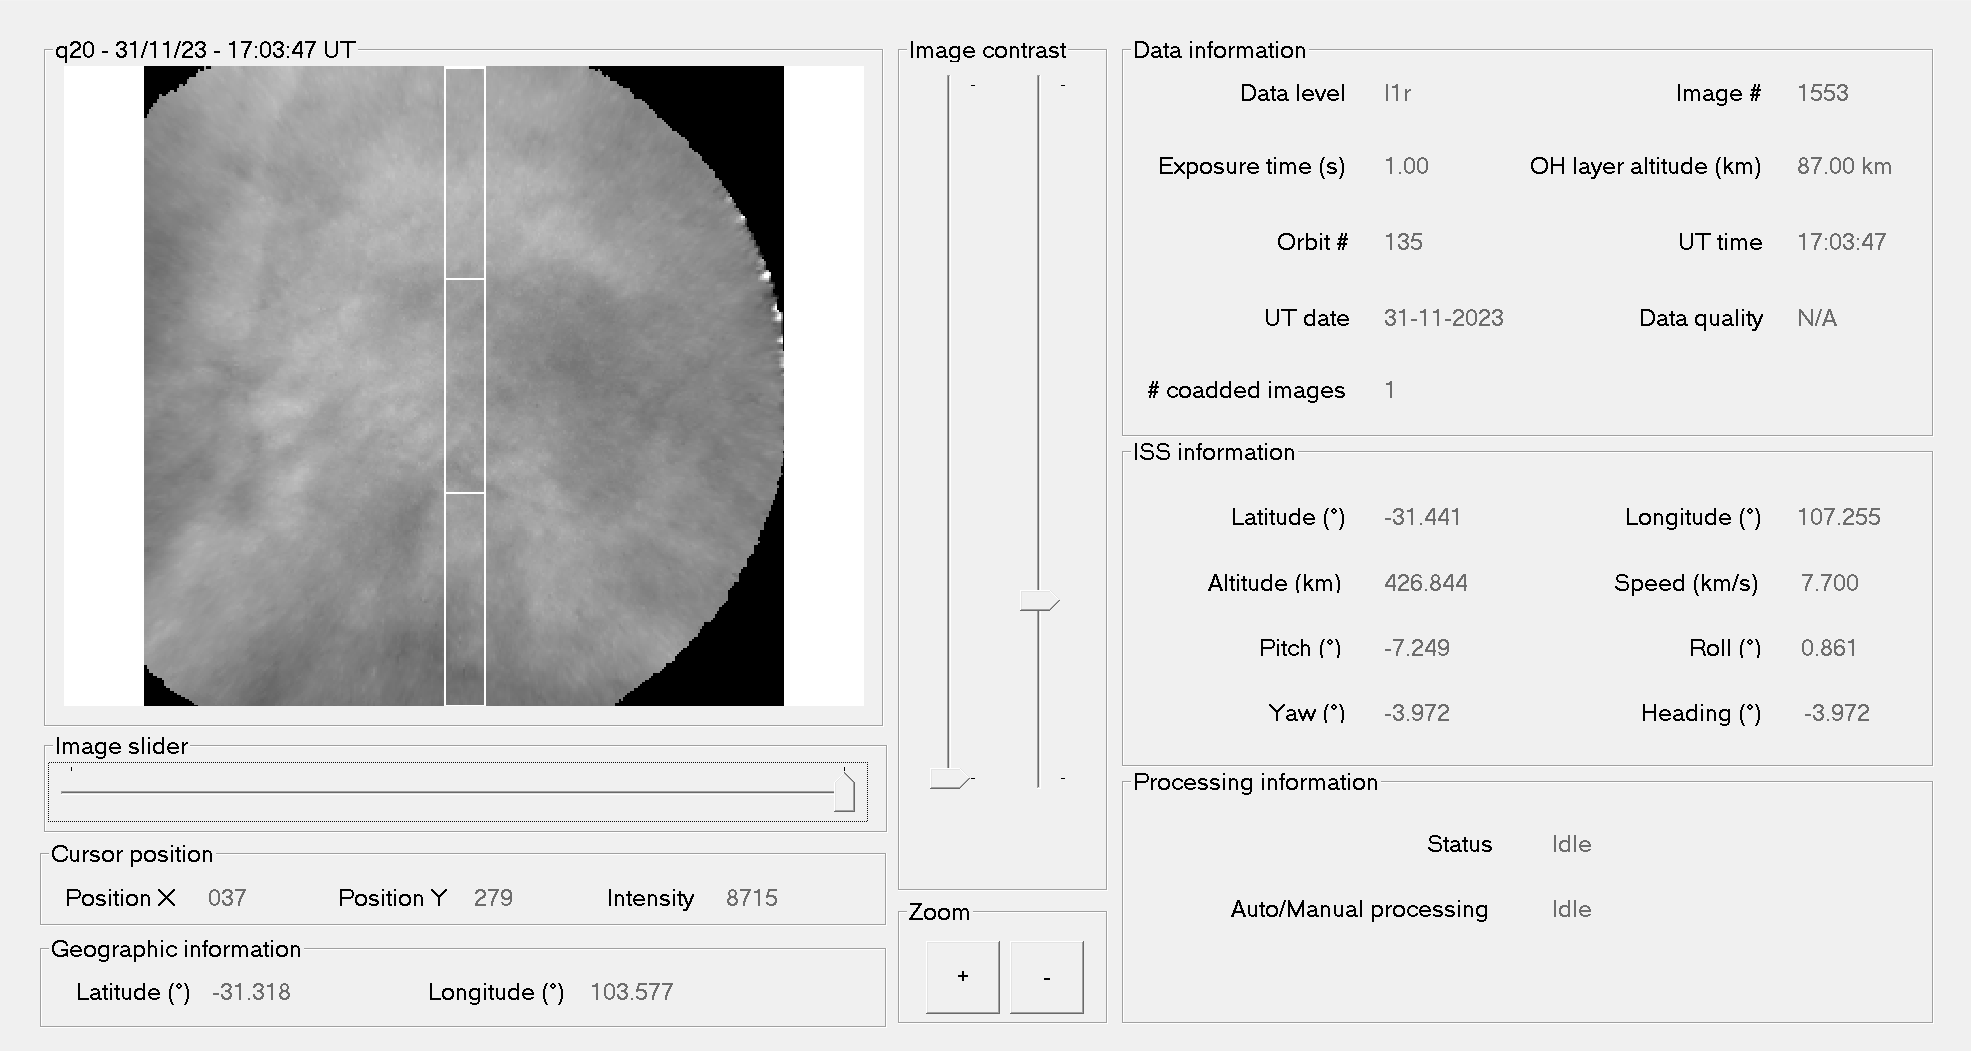 q20 - 31/11/23 - 17:03:47 UT
Image slider
Cursor position
Position X 037 Position Y 279 Intensity 8715
Geographic information
Latitude (°) -31.318 Longitude (°) 103.577
Image contrast
Zoom
+ -
Data information
Data level l1r Image # 1553
Exposure time (s) 1.00 OH layer altitude (km) 87.00 km
Orbit # 135 UT time 17:03:47
UT date 31-11-2023 Data quality N/A
# coadded images 1
ISS information
Latitude (°) -31.441 Longitude (°) 107.255
Altitude (km) 426.844 Speed (km/s) 7.700
Pitch (°) -7.249 Roll (°) 0.861
Yaw (°) -3.972 Heading (°) -3.972
Processing information
Status Idle
Auto/Manual processing Idle